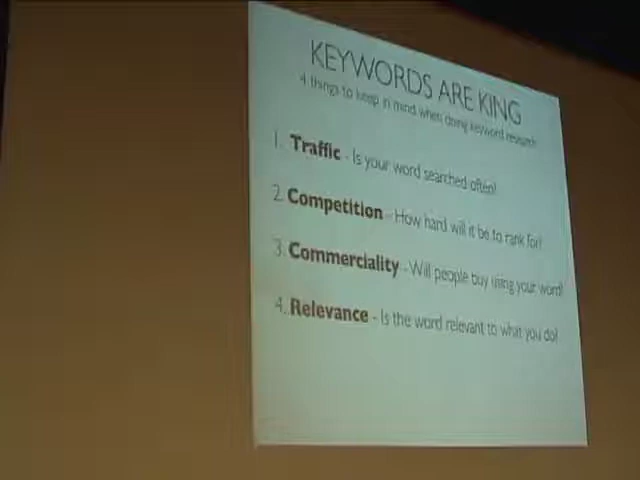 KEYWORDS ARE KING
4 things to keep in mind when doing keyword research
1. Traffic - Is your word searched often?
2. Competition - How hard will it be to rank for?
3. Commerciality - Will people buy using your word?
4. Relevance - Is the word relevant to what you do?